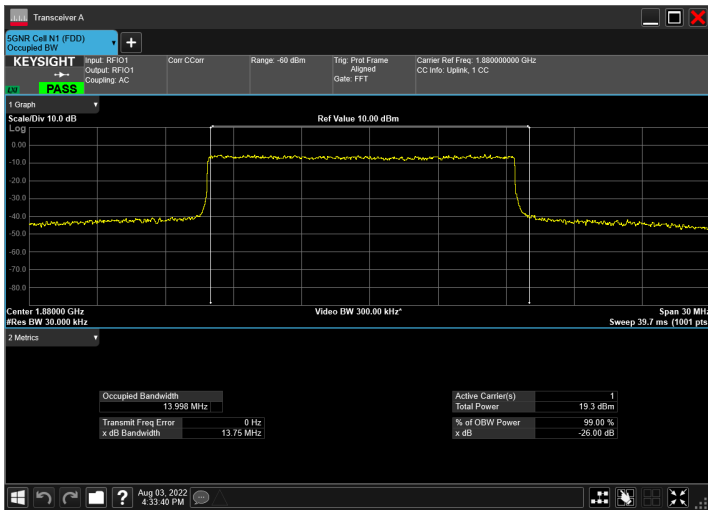 Transceiver A
5GNR Cell N1 (FDD)
Occupied BW
KEYSIGHT
LXI
PASS
Input: RFIO1
Output: RFIO1
Coupling: AC
Corr CCorr
Range: -60 dBm
Trig: Prot Frame
Aligned
Gate: FFT
Carrier Ref Freq: 1.880000000 GHz
CC Info: Uplink, 1 CC
1 Graph
Scale/Div 10.0 dB
Ref Value 10.00 dBm
Log
0.00
-10.0
-20.0
-30.0
-40.0
-50.0
-60.0
-70.0
-80.0
Center 1.88000 GHz
Video BW 300.00 kHz*
Span 30 MHz
#Res BW 30.000 kHz
Sweep 39.7 ms (1001 pts
2 Metrics
Occupied Bandwidth
13.998 MHz
Transmit Freq Error 0 Hz
x dB Bandwidth 13.75 MHz
Active Carrier(s) 1
Total Power 19.3 dBm
% of OBW Power 99.00 %
x dB -26.00 dB
?
Aug 03, 2022
4:33:40 PM